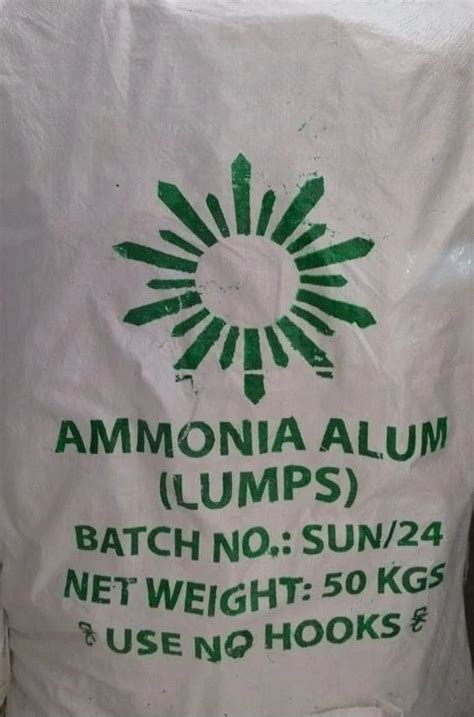 AMMONIA ALUM
(LUMPS)
BATCH NO.: SUN/24
NET WEIGHT: 50 KGS
USE NO HOOKS